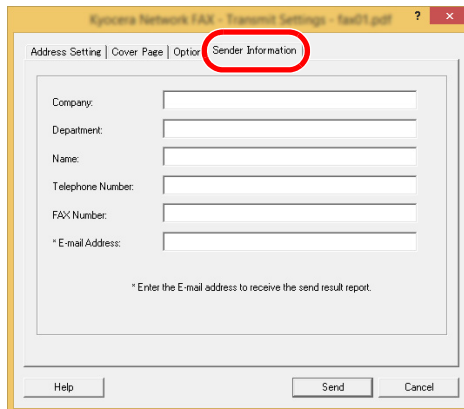 Kyocera Network FAX - Transmit Settings - fax01.pdf ? ×
Address Setting Cover Page Option Sender Information
Company:
Department:
Name:
Telephone Number:
FAX Number:
* E-mail Address:
* Enter the E-mail address to receive the send result report.
Help Send Cancel